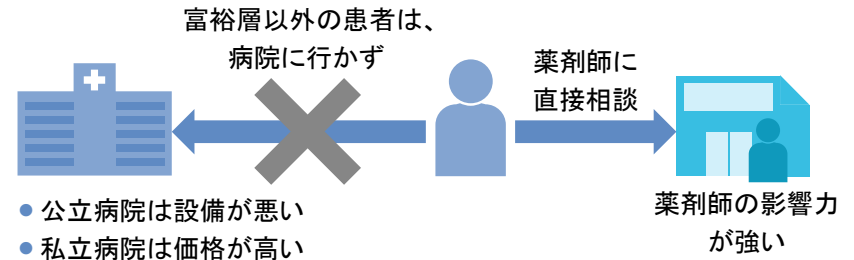 富裕層以外の患者は、
病院に行かず
薬剤師に
直接相談
● 公立病院は設備が悪い
● 私立病院は価格が高い
薬剤師の影響力
が強い